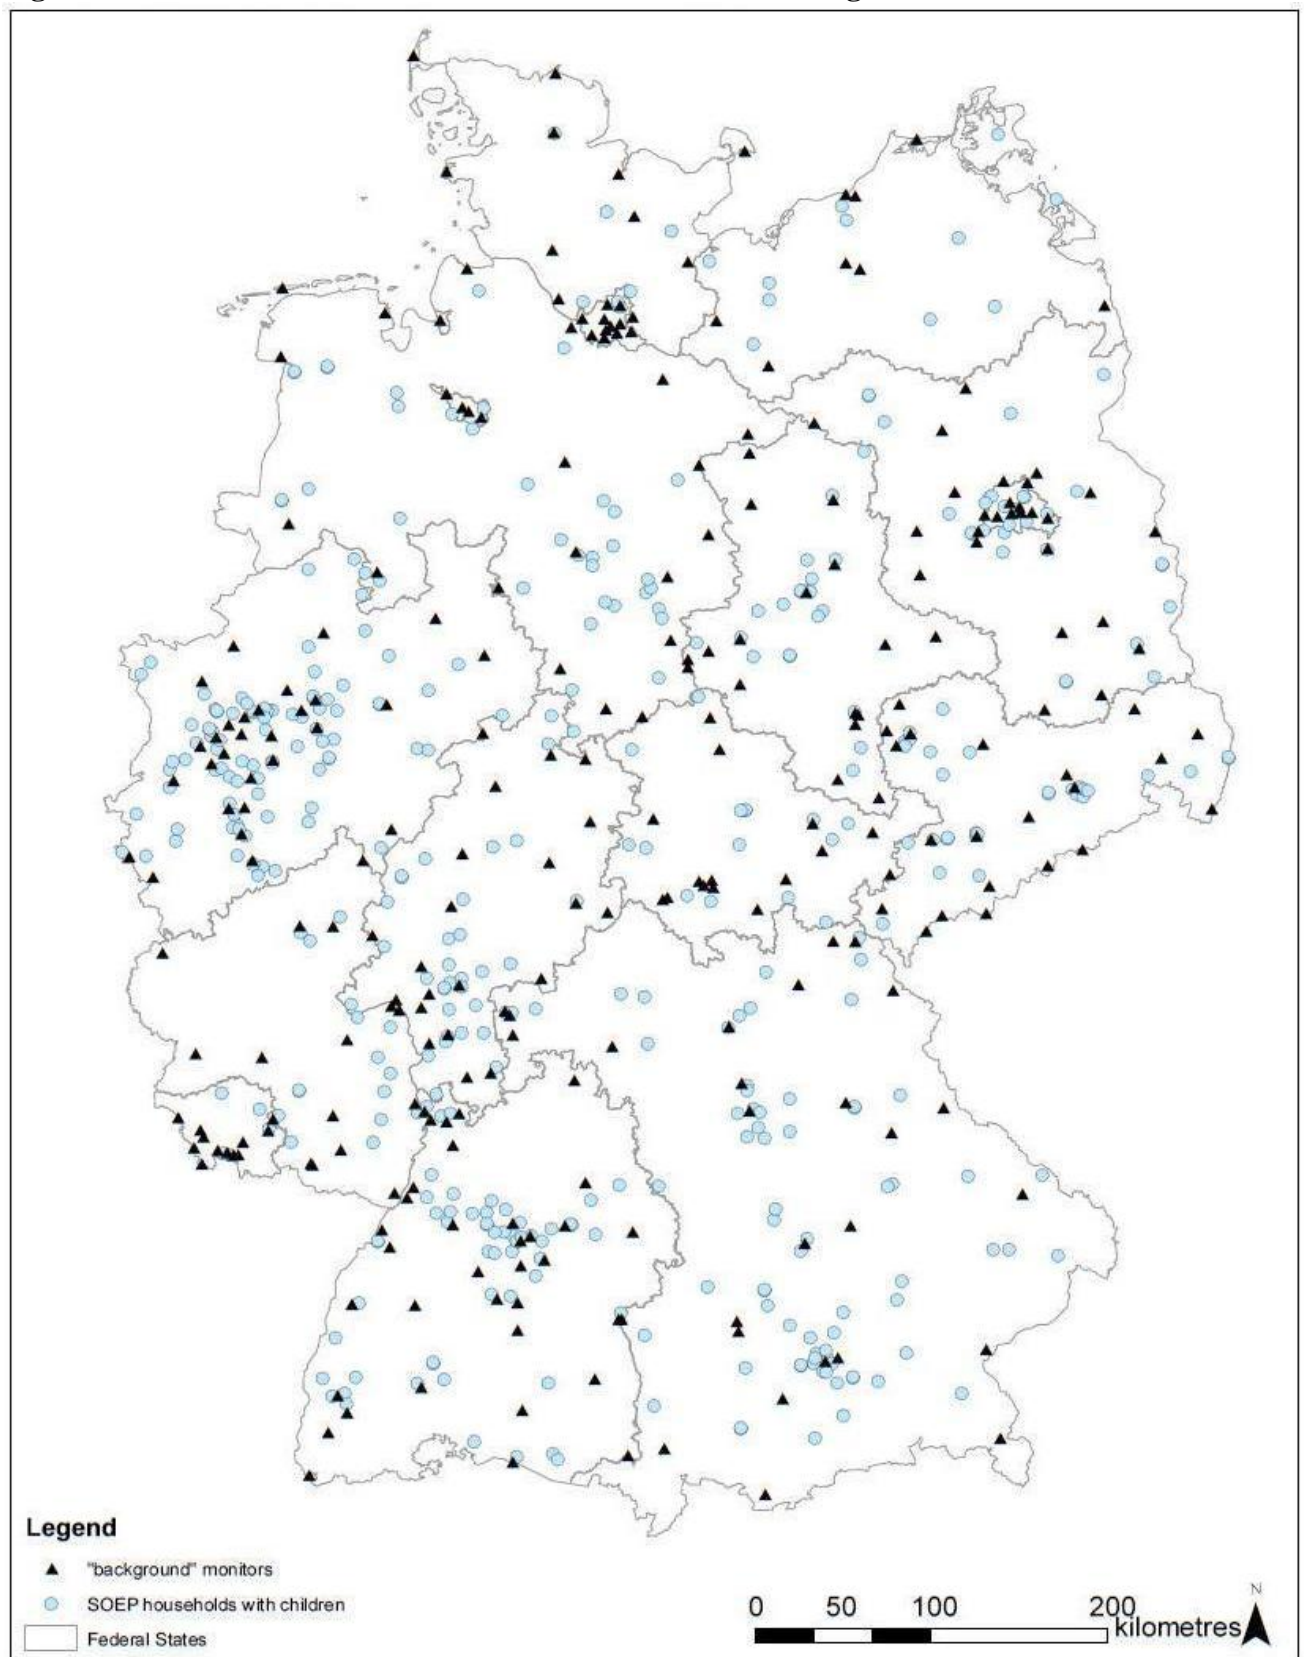 Legend
"background" monitors
SOEP households with children
Federal States
0 50 100 200
kilometres
N